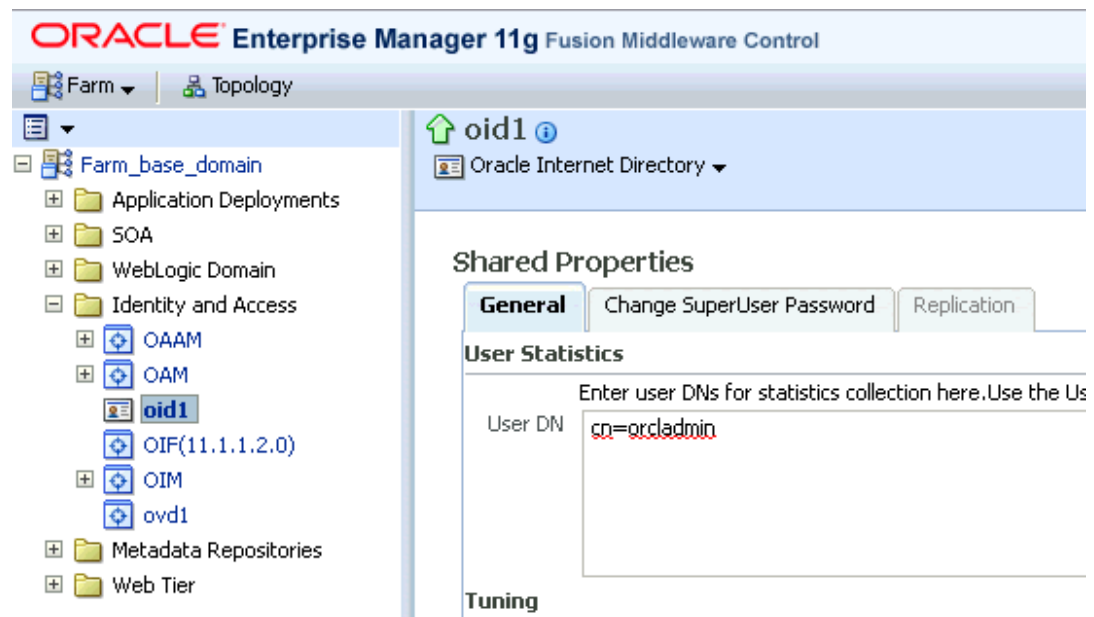 ORACLE Enterprise Manager 11g Fusion Middleware Control
Farm
Topology
Farm_base_domain
Application Deployments
SOA
WebLogic Domain
Identity and Access
OAAM
OAM
oid1
OIF(11.1.1.2.0)
OIM
ovd1
Metadata Repositories
Web Tier
oid1
Oracle Internet Directory
Shared Properties
General
Change SuperUser Password
Replication
User Statistics
Enter user DNs for statistics collection here.Use the Us
User DN
cn=orcladmin
Tuning